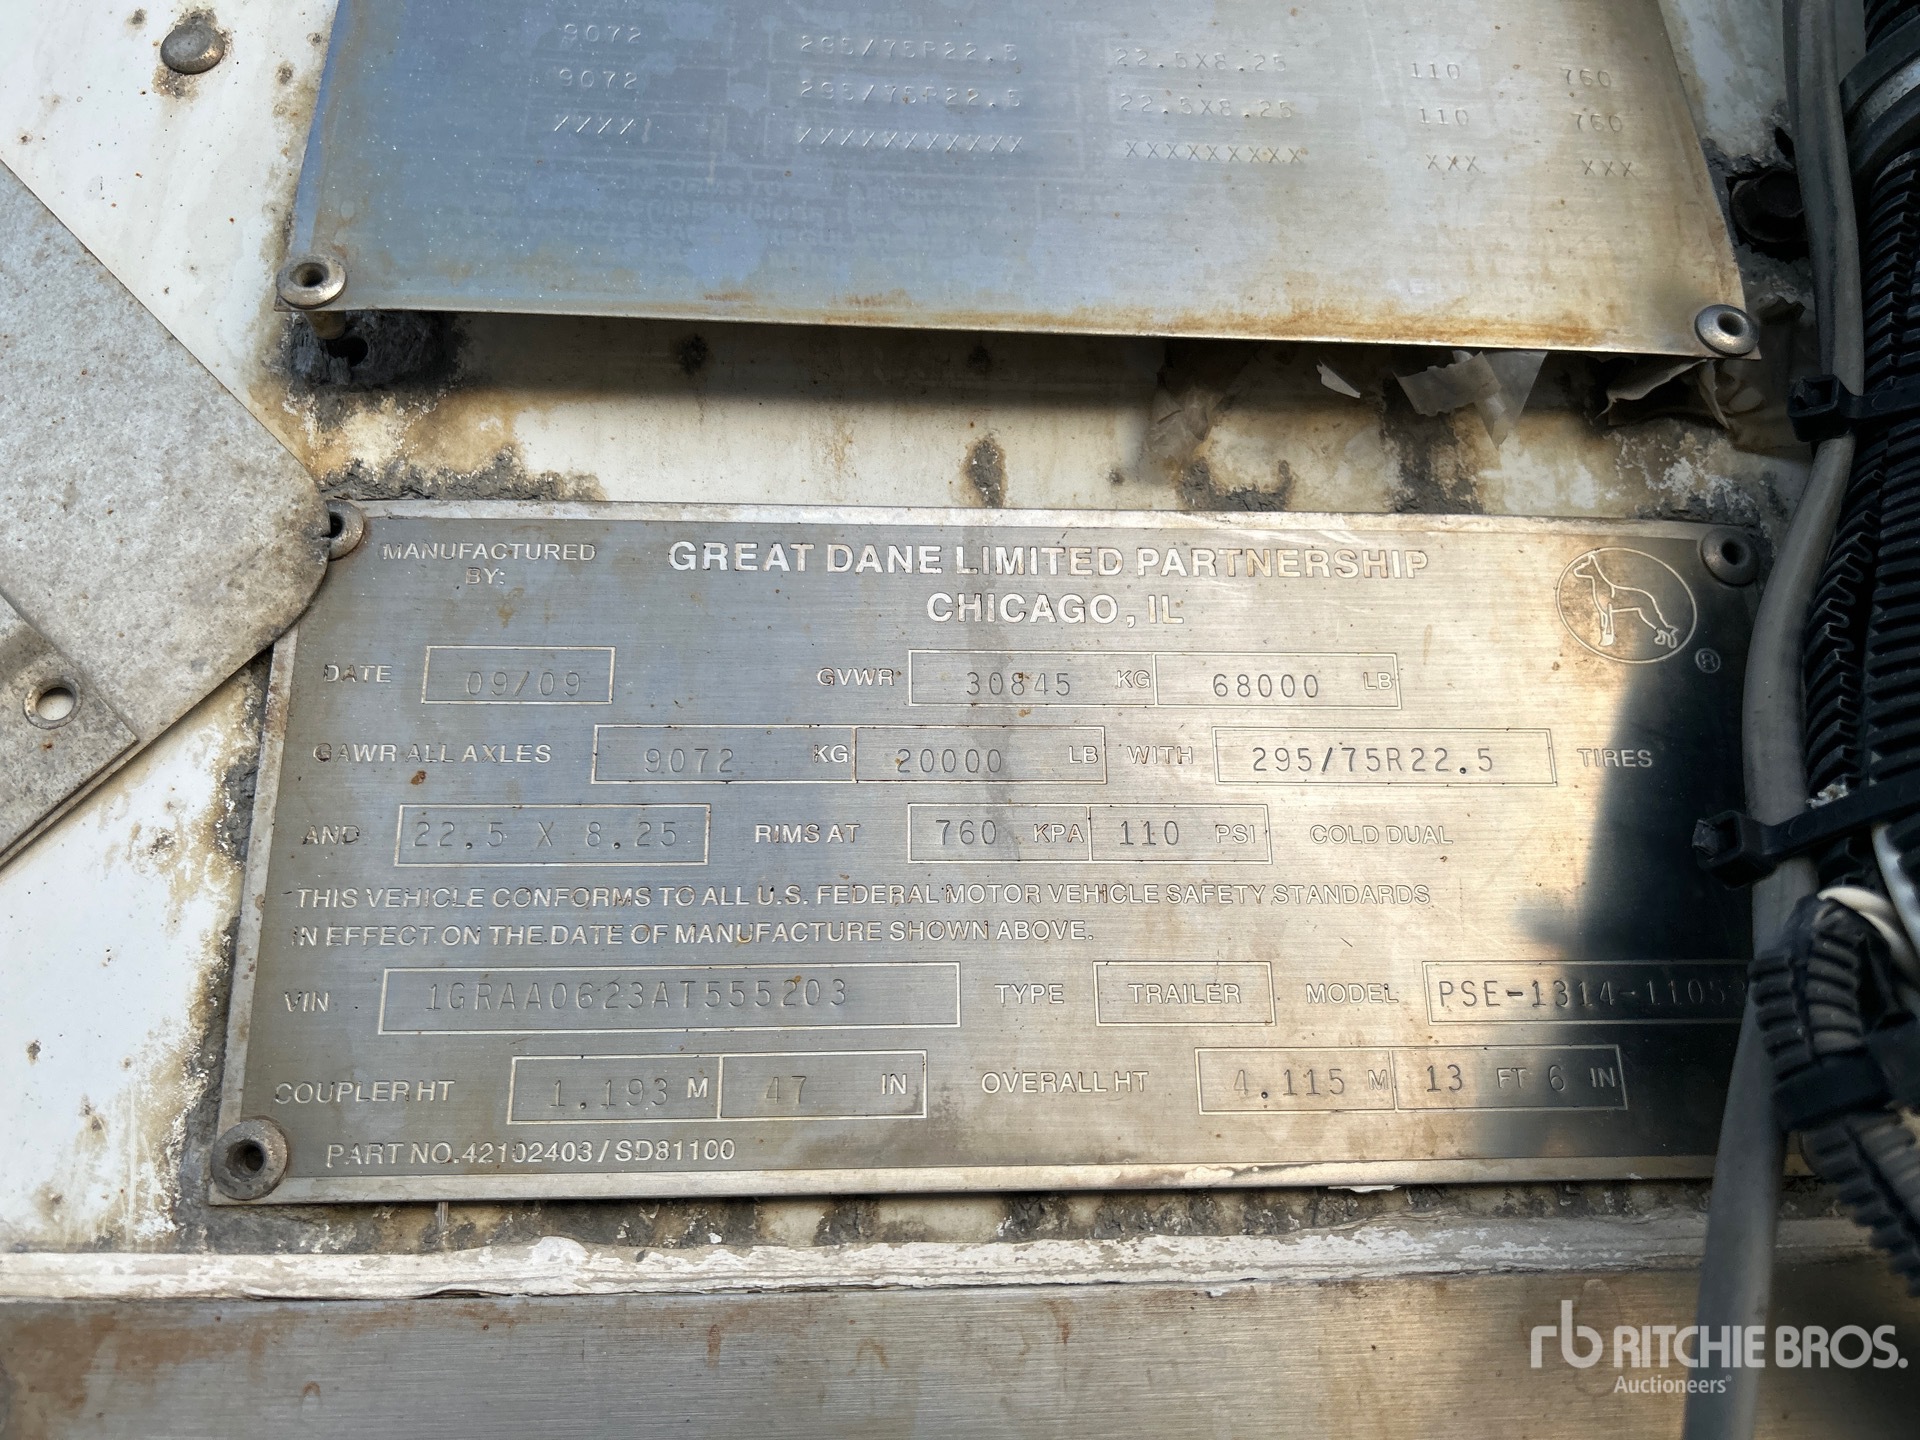 9072 295/75R22.5 22.5X8.25 110 760
9072 295/75R22.5 22.5X8.25 110 760
XXXX XXXXXXXXXXX XXXXXXXXX XXX XXX
MANUFACTURED BY: GREAT DANE LIMITED PARTNERSHIP
CHICAGO, IL
®
DATE 09/09 GVWR 30845 KG 68000 LB
GAWR ALL AXLES 9072 KG 20000 LB WITH 295/75R22.5 TIRES
AND 22.5 X 8.25 RIMS AT 760 KPA 110 PSI COLD DUAL
THIS VEHICLE CONFORMS TO ALL U.S. FEDERAL MOTOR VEHICLE SAFETY STANDARDS
IN EFFECT ON THE DATE OF MANUFACTURE SHOWN ABOVE.
VIN 1GRAA0623AT555203 TYPE TRAILER MODEL PSE-1314-1105
COUPLER HT 1.193 M 47 IN OVERALL HT 4.115 M 13 FT 6 IN
PART NO. 42102403/SD81100
rb RITCHIE BROS.
Auctioneers®